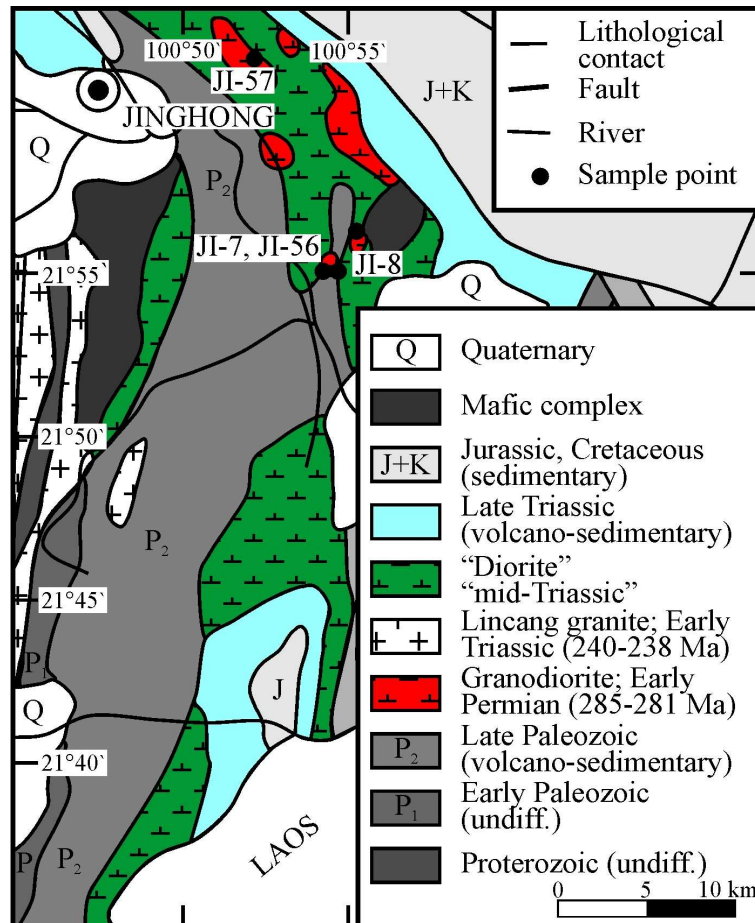 100°50` 100°55`
JI-57
JINGHONG
Q
P2
J+K
Lithological
contact
Fault
River
Sample point
JI-7, JI-56
JI-8
21°55`
Q
21°50`
P2
21°45`
P1
Q
J
21°40`
P
P2
LAOS
Q Quaternary
Mafic complex
J+K Jurassic, Cretaceous
(sedimentary)
Late Triassic
(volcano-sedimentary)
“Diorite”
“mid-Triassic”
Lincang granite; Early
Triassic (240-238 Ma)
Granodiorite; Early
Permian (285-281 Ma)
P2 Late Paleozoic
(volcano-sedimentary)
P1 Early Paleozoic
(undiff.)
Proterozoic (undiff.)
0 5 10 km